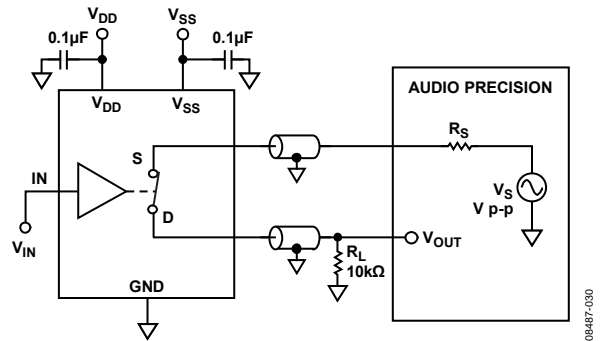 V_DD
V_SS
0.1µF
0.1µF
V_DD
V_SS
AUDIO PRECISION
R_S
S
IN
V_S
V p-p
D
V_IN
V_OUT
R_L
10kΩ
GND
08487-030